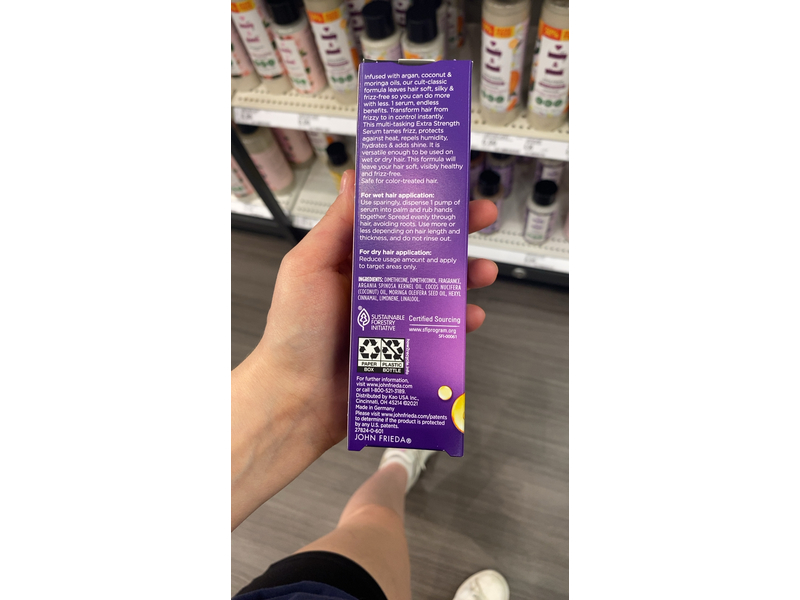 Infused with argan, coconut &
moringa oils, our cult-classic
formula leaves hair soft, silky &
frizz-free so you can do more
with less. 1 serum, endless
benefits. Transform hair from
frizzy to in control instantly.
This multi-tasking Extra Strength
Serum tames frizz, protects
against heat, repels humidity,
hydrates & adds shine. It is
versatile enough to be used on
wet or dry hair. This formula will
leave your hair soft, visibly healthy
and frizz-free.
Safe for color-treated hair.
For wet hair application:
Use sparingly, dispense 1 pump of
serum into palm and rub hands
together. Spread evenly through
hair, avoiding roots. Use more or
less depending on hair length and
thickness, and do not rinse out.
For dry hair application:
Reduce usage amount and apply
to target areas only.
INGREDIENTS: DIMETHICONE, DIMETHICONOL, FRAGRANCE,
ARGANIA SPINOSA KERNEL OIL, COCOS NUCIFERA
(COCONUT) OIL, MORINGA OLEIFERA SEED OIL, HEXYL
CINNAMAL, LIMONENE, LINALOOL.
SUSTAINABLE
FORESTRY
INITIATIVE
Certified Sourcing
www.sfiprogram.org
SFI-00661
PAPER
BOX
PLASTIC
BOTTLE
how2recycle.info
For further information,
visit www.johnfrieda.com
or call 1-800-521-3189.
Distributed by Kao USA Inc.,
Cincinnati, OH 45214 ©2021
Made in Germany
Please visit www.johnfrieda.com/patents
to determine if the product is protected
by any U.S. patents.
27824-0-601
JOHN FRIEDA®